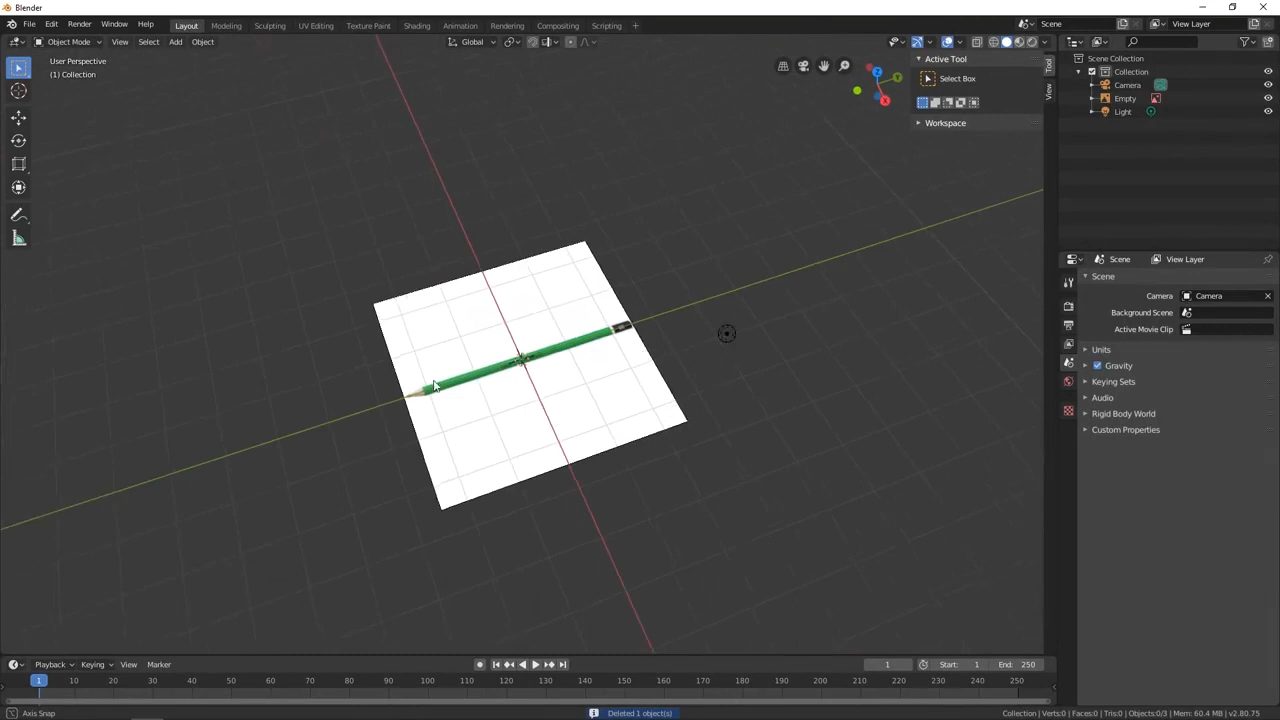 Blender
File Edit Render Window Help
Layout Modeling Sculpting UV Editing Texture Paint Shading Animation Rendering Compositing Scripting +
Scene View Layer
Object Mode View Select Add Object
Global
User Perspective
(1) Collection
Z Y X
Active Tool
Select Box
Workspace
Tool
View
Scene Collection
Collection
Camera
Empty
Light
Scene View Layer
Scene
Camera Camera
Background Scene
Active Movie Clip
Units
Gravity
Keying Sets
Audio
Rigid Body World
Custom Properties
Playback Keying View Marker
1 Start: 1 End: 250
1 10 20 30 40 50 60 70 80 90 100 110 120 130 140 150 160 170 180 190 200 210 220 230 240 250
Axis Snap
Deleted 1 object(s)
Collection | Verts:0 | Faces:0 | Tris:0 | Objects:0/3 | Mem: 60.4 MB | v2.80.75